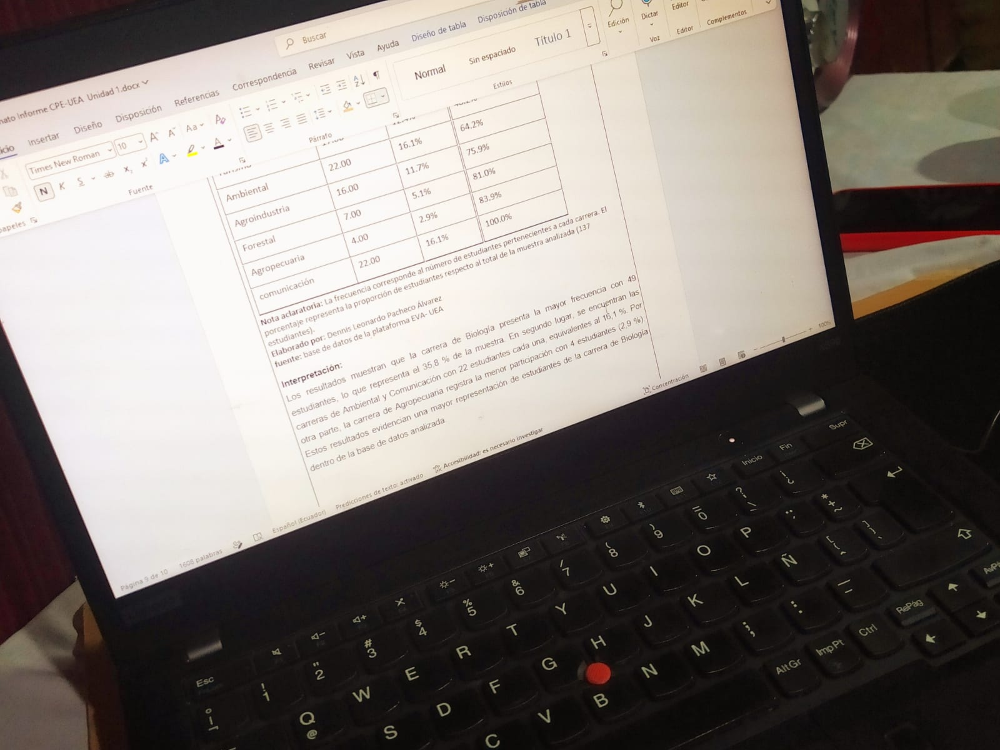 Buscar
Informe CPE-UEA Unidad 1.docx
Insertar Diseño Disposición Referencias Correspondencia Revisar Vista Ayuda Diseño de tabla Disposición de tabla
Times New Roman 10 Aa
N K S ab x₂ x² A A
Fuente Párrafo
Normal Sin espaciado Título 1
Estilos
Edición Dictar Editor
Voz Editor Complementos
64.2%
22.00 16.1% 75.9%
Ambiental 16.00 11.7% 81.0%
Agroindustria 7.00 5.1% 83.9%
Forestal 4.00 2.9% 100.0%
Agropecuaria 22.00 16.1%
comunicación
Nota aclaratoria: La frecuencia corresponde al número de estudiantes pertenecientes a cada carrera. El
porcentaje representa la proporción de estudiantes respecto al total de la muestra analizada (137
estudiantes).
Elaborado por: Dennis Leonardo Pacheco Álvarez
fuente: base de datos de la plataforma EVA- UEA
Interpretación:
Los resultados muestran que la carrera de Biología presenta la mayor frecuencia con 49
estudiantes, lo que representa el 35,8 % de la muestra. En segundo lugar, se encuentran las
carreras de Ambiental y Comunicación con 22 estudiantes cada una, equivalentes al 16,1 %. Por
otra parte, la carrera de Agropecuaria registra la menor participación con 4 estudiantes (2,9 %).
Estos resultados evidencian una mayor representación de estudiantes de la carrera de Biología
dentro de la base de datos analizada
Página 9 de 10 1608 palabras Español (Ecuador) Predicciones de texto: activado Accesibilidad: es necesario investigar Concentración 100%
Esc Inicio Fin Supr
! 1 " 2 # 3 $ 4 % 5 & 6 / 7 ( 8 ) 9 = 0 ? ¡ ¿
Q @ W E R T Y U I O P
S D F G H J K L Ñ
C V B N M ; :
AltGr ImpPt Ctrl RePág